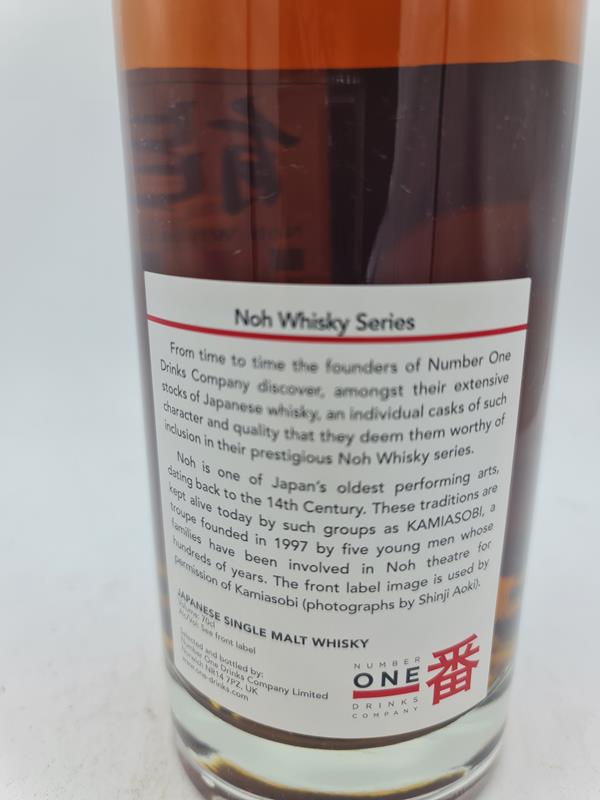 Noh Whisky Series
From time to time the founders of Number One
Drinks Company discover, amongst their extensive
stocks of Japanese whisky, an individual casks of such
character and quality that they deem them worthy of
inclusion in their prestigious Noh Whisky series.
Noh is one of Japan's oldest performing arts,
dating back to the 14th Century. These traditions are
kept alive today by such groups as KAMIASOBI, a
troupe founded in 1997 by five young men whose
families have been involved in Noh theatre for
hundreds of years. The front label image is used by
permission of Kamiasobi (photographs by Shinji Aoki).
JAPANESE SINGLE MALT WHISKY
Volume: 70cl
Alc/Vol: See front label
Selected and bottled by:
Number One Drinks Company Limited
Norwich NR14 7PZ, UK
www.one-drinks.com
NUMBER
ONE
DRINKS
COMPANY
番